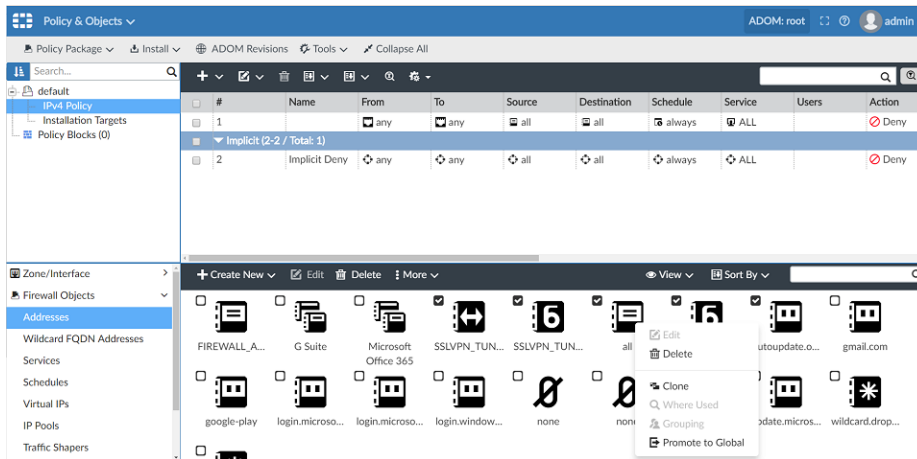 Policy & Objects
ADOM: root
admin
Policy Package
Install
ADOM Revisions
Tools
Collapse All
Search...
default
IPv4 Policy
Installation Targets
Policy Blocks (0)
# Name From To Source Destination Schedule Service Users Action
1 any any all all always ALL Deny
Implicit (2-2 / Total: 1)
2 Implicit Deny any any all all always ALL Deny
Zone/Interface
Firewall Objects
Addresses
Wildcard FQDN Addresses
Services
Schedules
Virtual IPs
IP Pools
Traffic Shapers
Create New Edit Delete More View Sort By
FIREWALL_A...
G Suite
Microsoft
Office 365
SSLVPN_TUN...
SSLVPN_TUN...
all
utoupdate.o...
gmail.com
google-play
login.microso...
login.microso...
login.window...
none
non
pdate.micros...
wildcard.drop...
Edit
Delete
Clone
Where Used
Grouping
Promote to Global